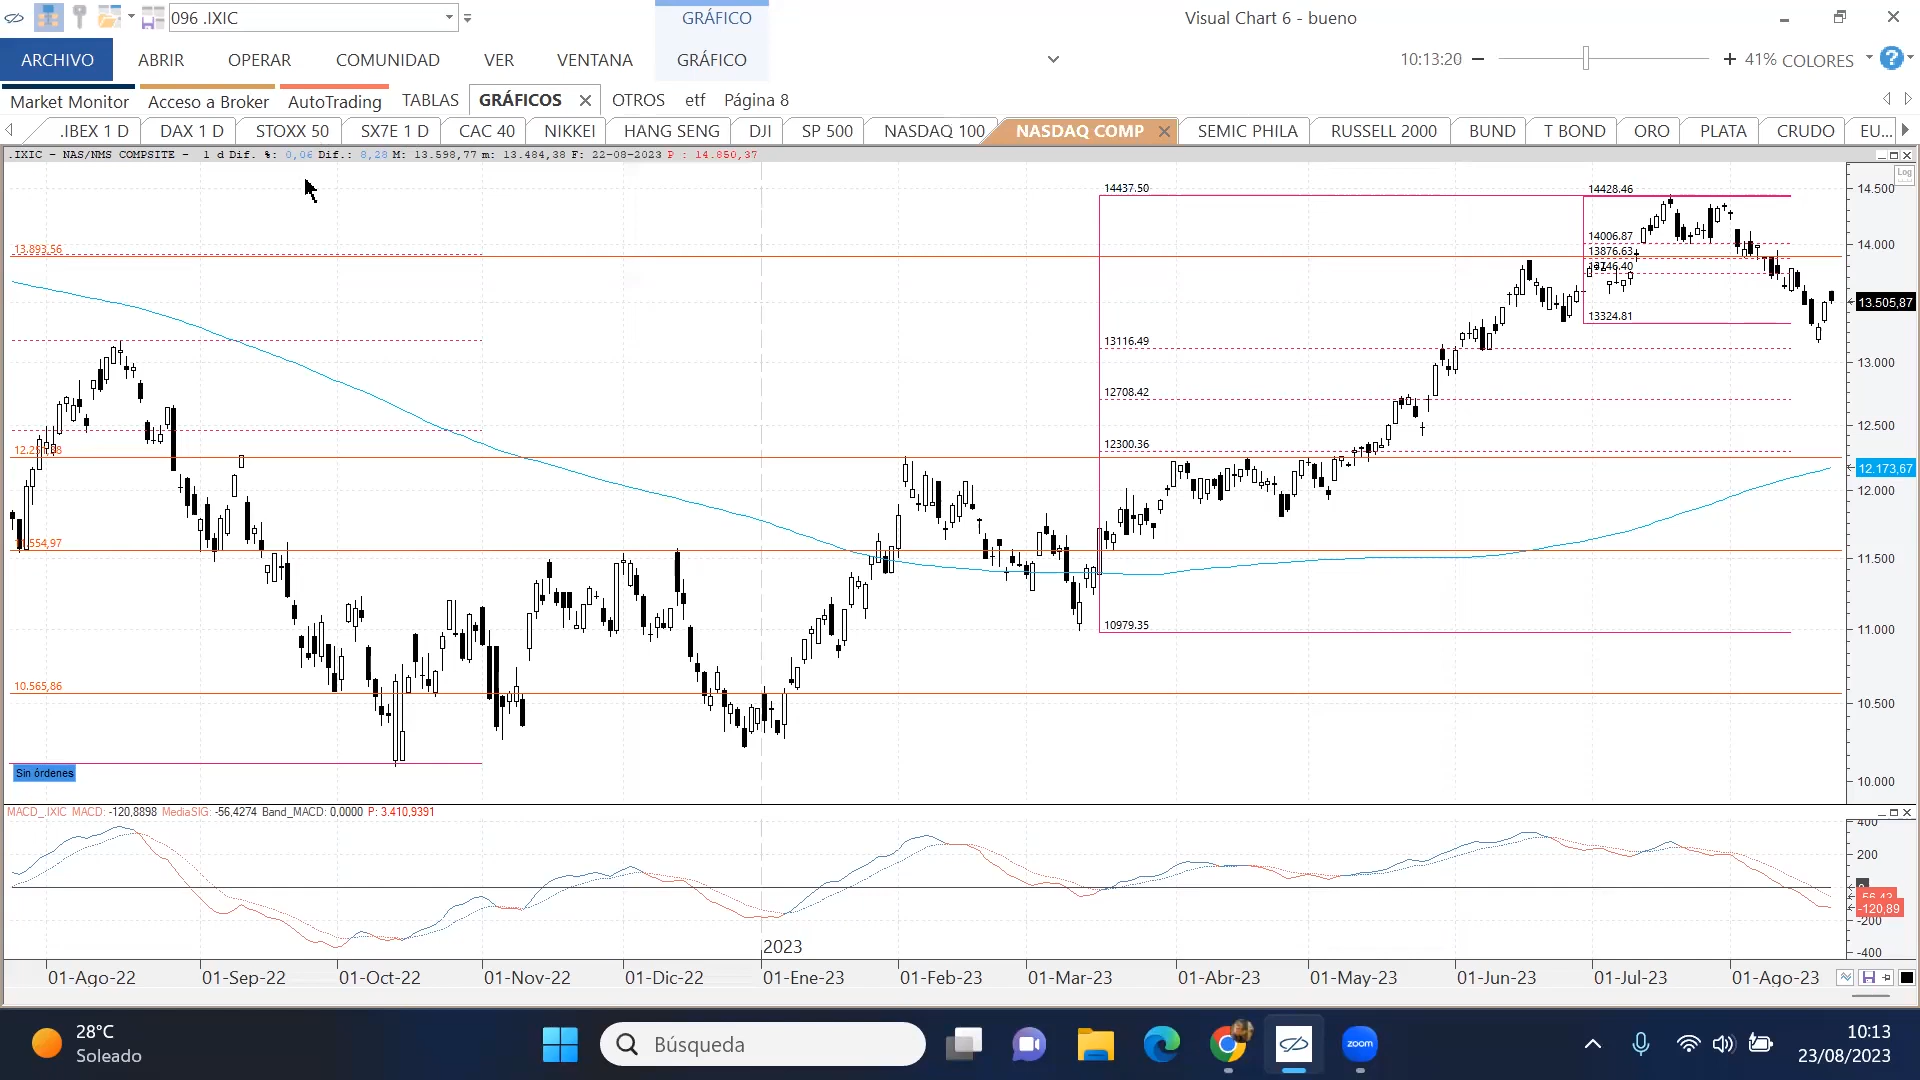 096 .IXIC
GRÁFICO
Visual Chart 6 - bueno
ARCHIVO
ABRIR
OPERAR
COMUNIDAD
VER
VENTANA
GRÁFICO
10:13:20
41%
COLORES
Market Monitor
Acceso a Broker
AutoTrading
TABLAS
GRÁFICOS
OTROS
etf
Página 8
.IBEX 1 D
DAX 1 D
STOXX 50
SX7E 1 D
CAC 40
NIKKEI
HANG SENG
DJI
SP 500
NASDAQ 100
NASDAQ COMP
SEMIC PHILA
RUSSELL 2000
BUND
T BOND
ORO
PLATA
CRUDO
EU...
.IXIC - NAS/NMS COMPSITE - 1 d Dif. %: 0,06 Dif.: 8,28 M: 13.598,77 m: 13.484,38 F: 22-08-2023 P : 14.850,37
Log
14437.50
14428.46
14.500
14006.87
14.000
13.893,56
13876.63
13746.40
13.505,87
13324.81
13116.49
13.000
12708.42
12.500
12300.36
12.173,67
12.000
11.500
10979.35
11.000
10.565,86
10.500
Sin órdenes
10.000
MACD_.IXIC MACD: -120,8898 MediaSIG: -56,4274 Band_MACD: 0,0000 P: 3.410,9391
400
200
-56,42
-120,89
-200
-400
2023
01-Ago-22
01-Sep-22
01-Oct-22
01-Nov-22
01-Dic-22
01-Ene-23
01-Feb-23
01-Mar-23
01-Abr-23
01-May-23
01-Jun-23
01-Jul-23
01-Ago-23
28°C
Soleado
Búsqueda
zoom
10:13
23/08/2023